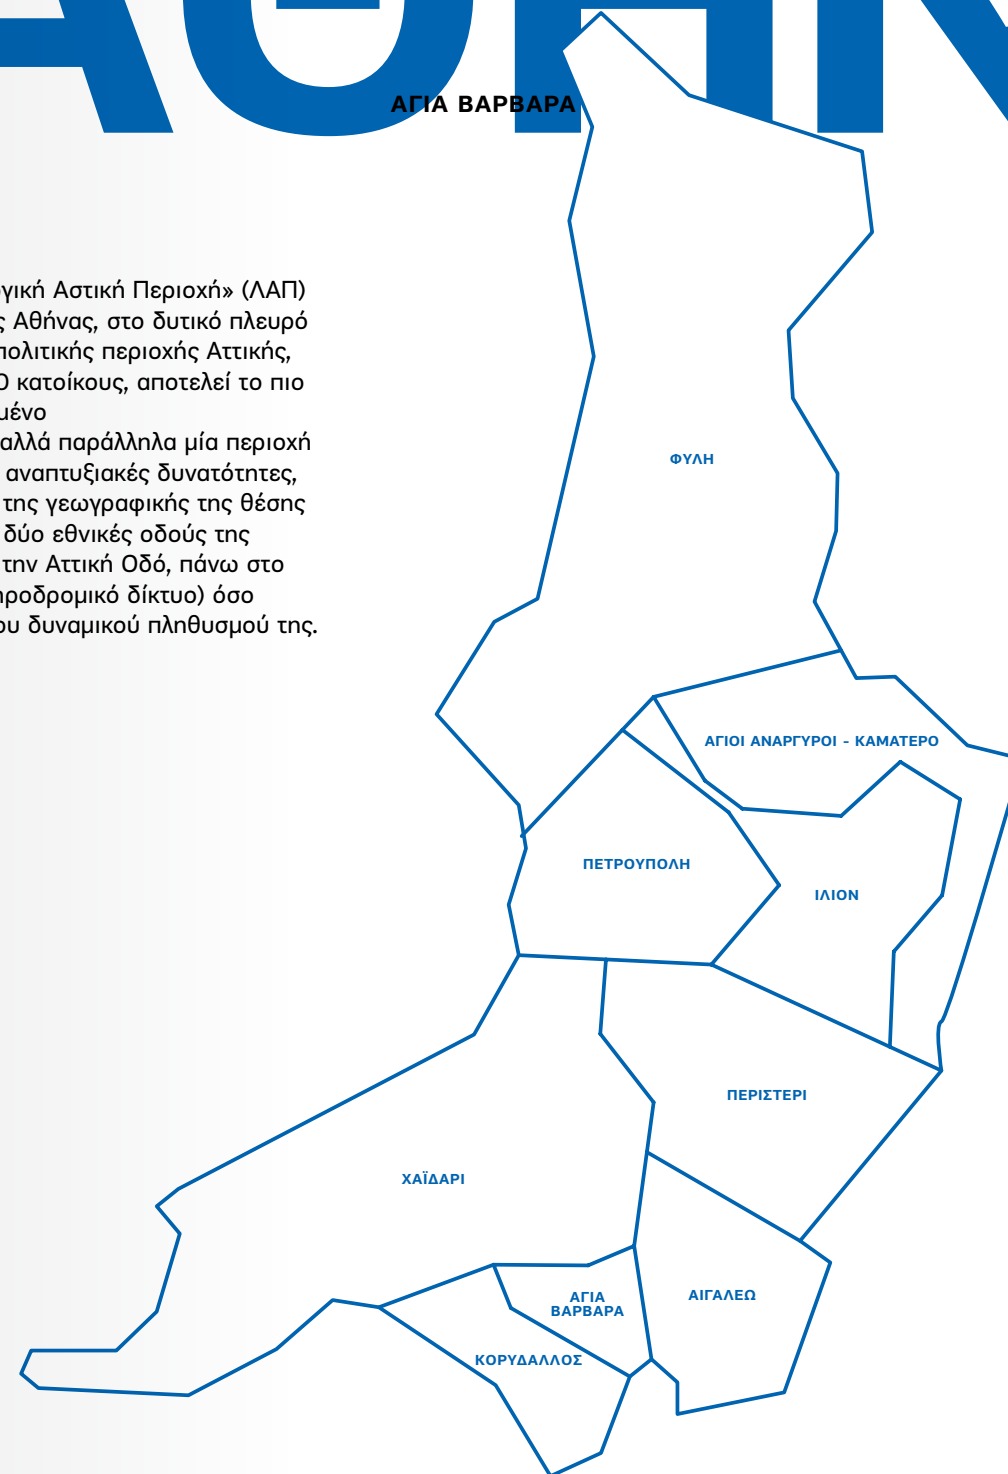 ΑΘΗΝ
ΑΓΙΑ ΒΑΡΒΑΡΑ
γική Αστική Περιοχή» (ΛΑΠ)
ς Αθήνας, στο δυτικό πλευρό
πολιτικής περιοχής Αττικής,
0 κατοίκους, αποτελεί το πιο
μένο
αλλά παράλληλα μία περιοχή
αναπτυξιακές δυνατότητες,
της γεωγραφικής της θέσης
δύο εθνικές οδούς της
την Αττική Οδό, πάνω στο
ηροδρομικό δίκτυο) όσο
ου δυναμικού πληθυσμού της.
ΦΥΛΗ
ΑΓΙΟΙ ΑΝΑΡΓΥΡΟΙ - ΚΑΜΑΤΕΡΟ
ΠΕΤΡΟΥΠΟΛΗ
ΙΛΙΟΝ
ΠΕΡΙΣΤΕΡΙ
ΧΑΪΔΑΡΙ
ΑΓΙΑ
ΒΑΡΒΑΡΑ
ΑΙΓΑΛΕΩ
ΚΟΡΥΔΑΛΛΟΣ